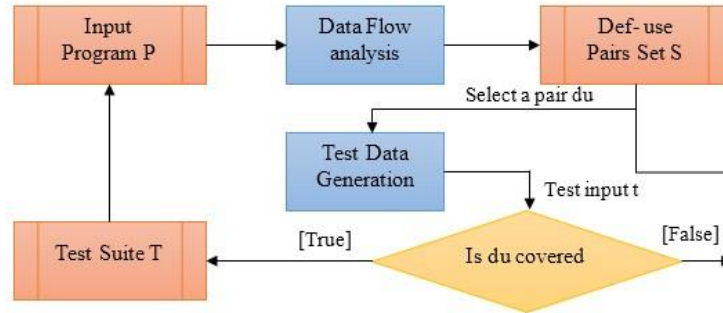 Input
Program P
Data Flow
analysis
Def- use
Pairs Set S
Select a pair du
Test Data
Generation
Test input t
[True]
[False]
Test Suite T
Is du covered